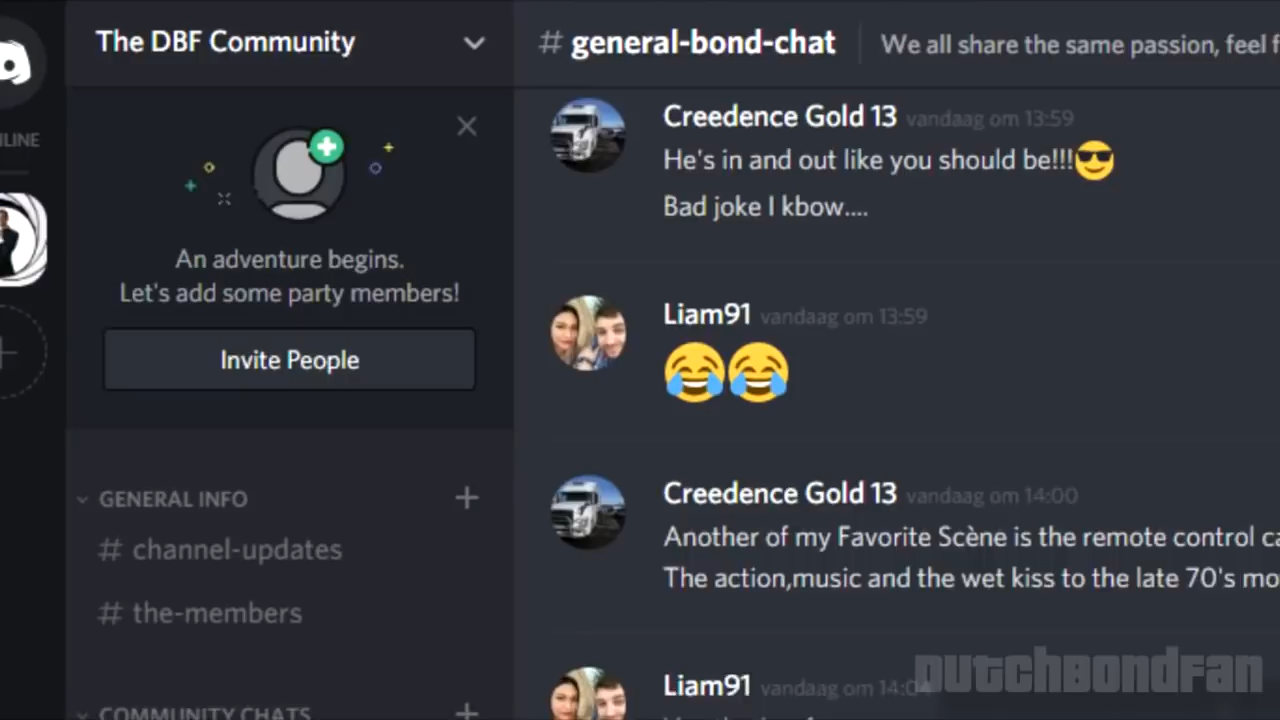 The DBF Community
# general-bond-chat
We all share the same passion, feel f
NLINE
An adventure begins.
Let's add some party members!
Invite People
GENERAL INFO
# channel-updates
# the-members
COMMUNITY CHATS
Creedence Gold 13 vandaag om 13:59
He's in and out like you should be!!!😎
Bad joke I kbow....
Liam91 vandaag om 13:59
😂😂
Creedence Gold 13 vandaag om 14:00
Another of my Favorite Scène is the remote control ca
The action,music and the wet kiss to the late 70's mo
Liam91 vandaag om 14:04
DUTCHBONDFAN